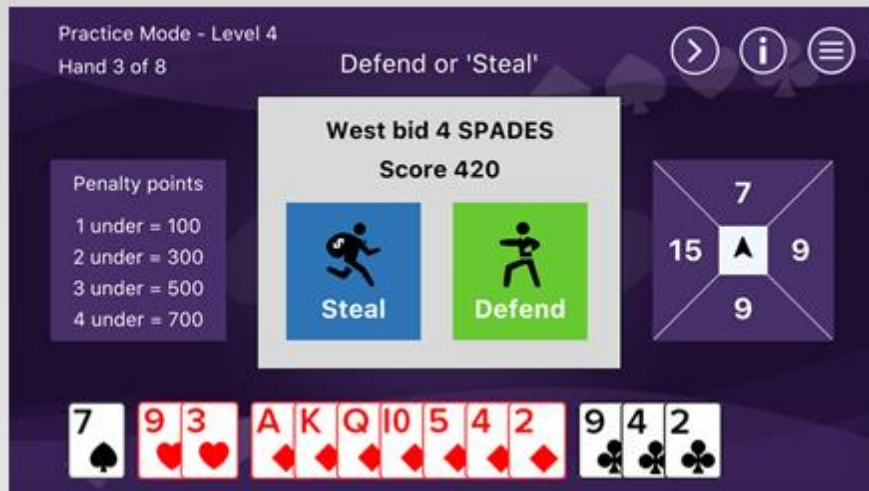 Practice Mode - Level 4
Hand 3 of 8
Defend or 'Steal'
i
West bid 4 SPADES
Score 420
Steal
Defend
Penalty points
1 under = 100
2 under = 300
3 under = 500
4 under = 700
7
15
9
9
7 9 3 A K Q 10 5 4 2 9 4 2